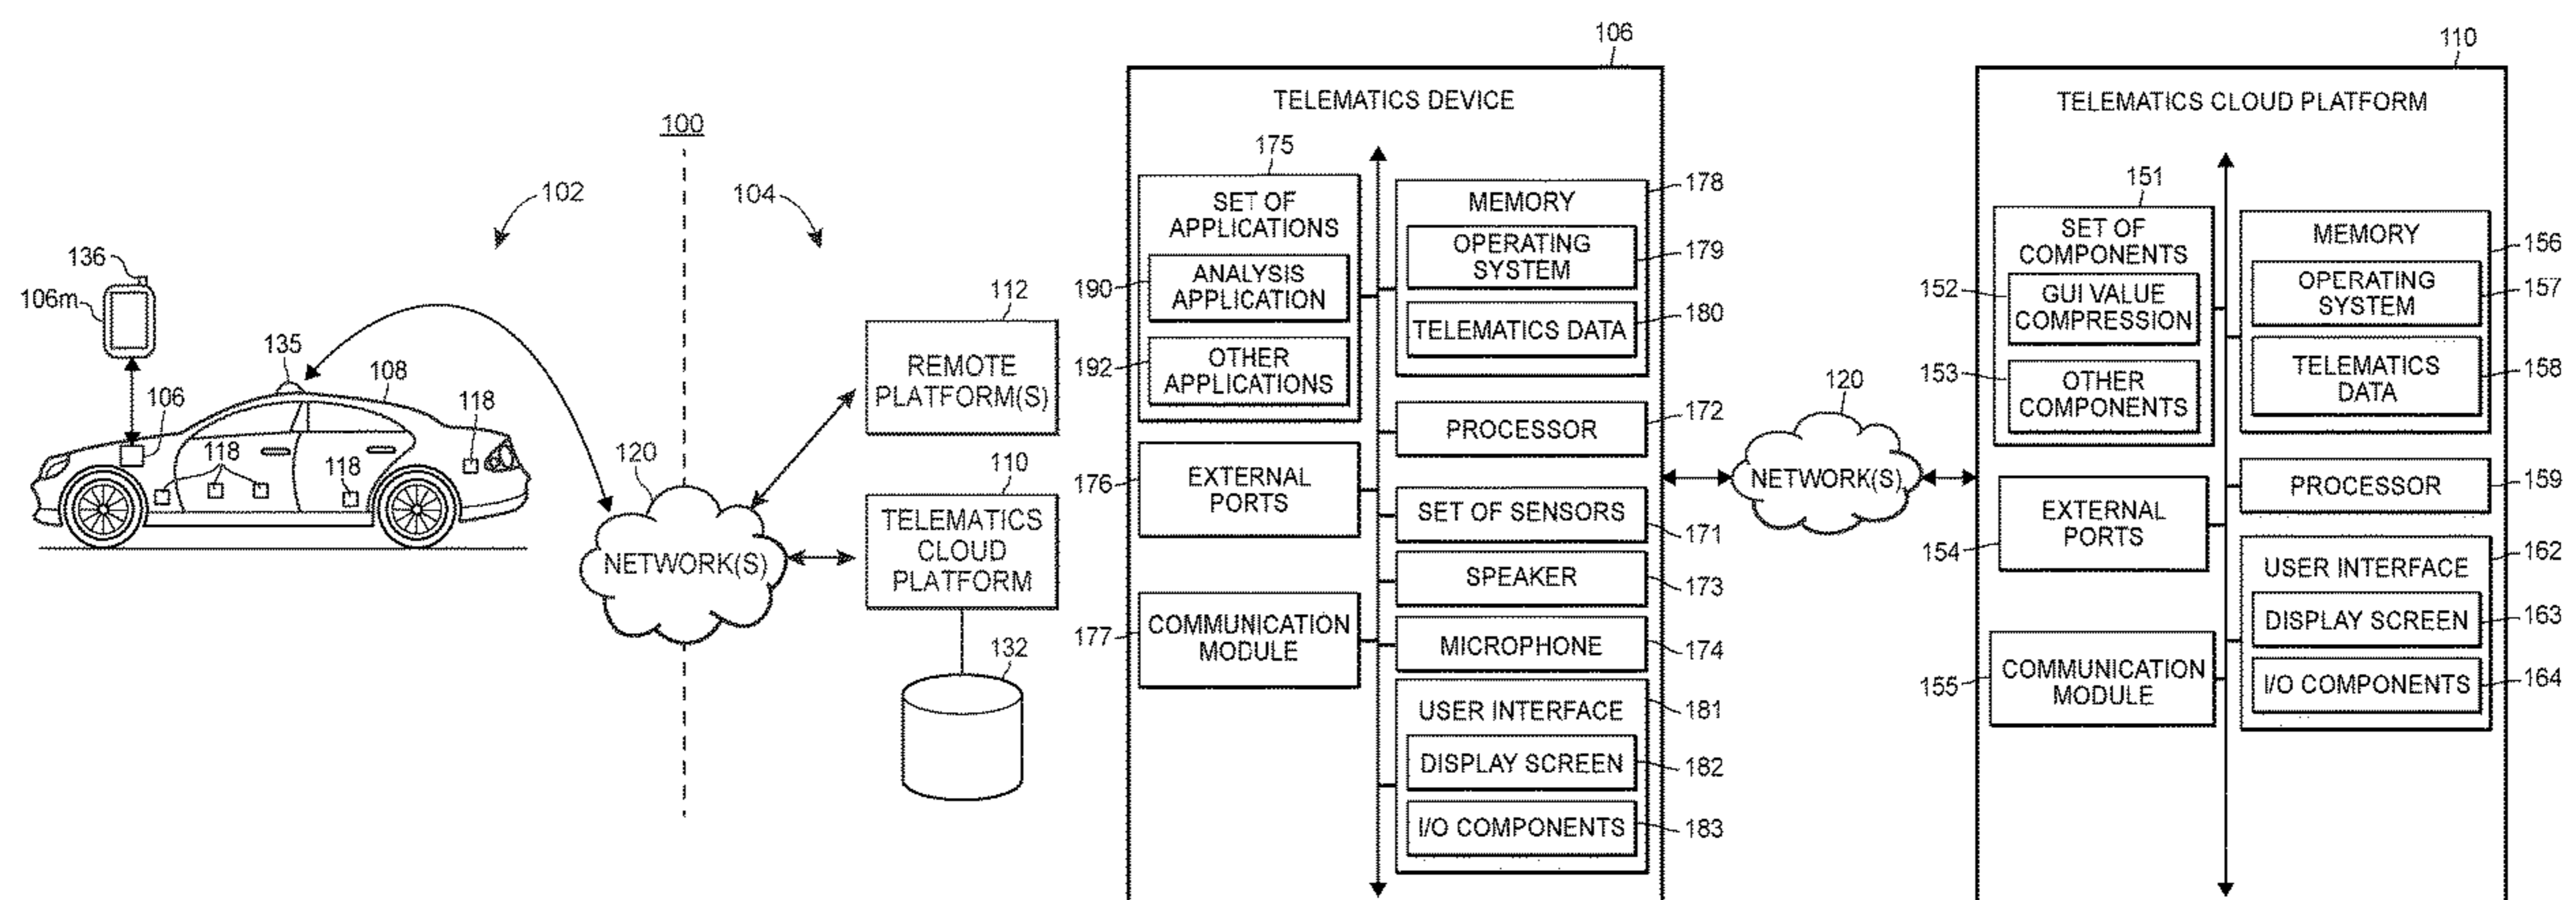 100
102
104
136
106m
135
108
106
118
118
118
120
NETWORK(S)
112
REMOTE
PLATFORM(S)
110
TELEMATICS
CLOUD
PLATFORM
132
106
TELEMATICS DEVICE
175
SET OF
APPLICATIONS
190
ANALYSIS
APPLICATION
192
OTHER
APPLICATIONS
176
EXTERNAL
PORTS
177
COMMUNICATION
MODULE
178
MEMORY
OPERATING
SYSTEM
179
TELEMATICS DATA
180
PROCESSOR
172
SET OF SENSORS
171
SPEAKER
173
MICROPHONE
174
USER INTERFACE
181
DISPLAY SCREEN
182
I/O COMPONENTS
183
120
NETWORK(S)
110
TELEMATICS CLOUD PLATFORM
151
SET OF
COMPONENTS
152
GUI VALUE
COMPRESSION
153
OTHER
COMPONENTS
154
EXTERNAL
PORTS
155
COMMUNICATION
MODULE
MEMORY
156
OPERATING
SYSTEM
157
TELEMATICS
DATA
158
PROCESSOR
159
162
USER INTERFACE
DISPLAY SCREEN
163
I/O COMPONENTS
164